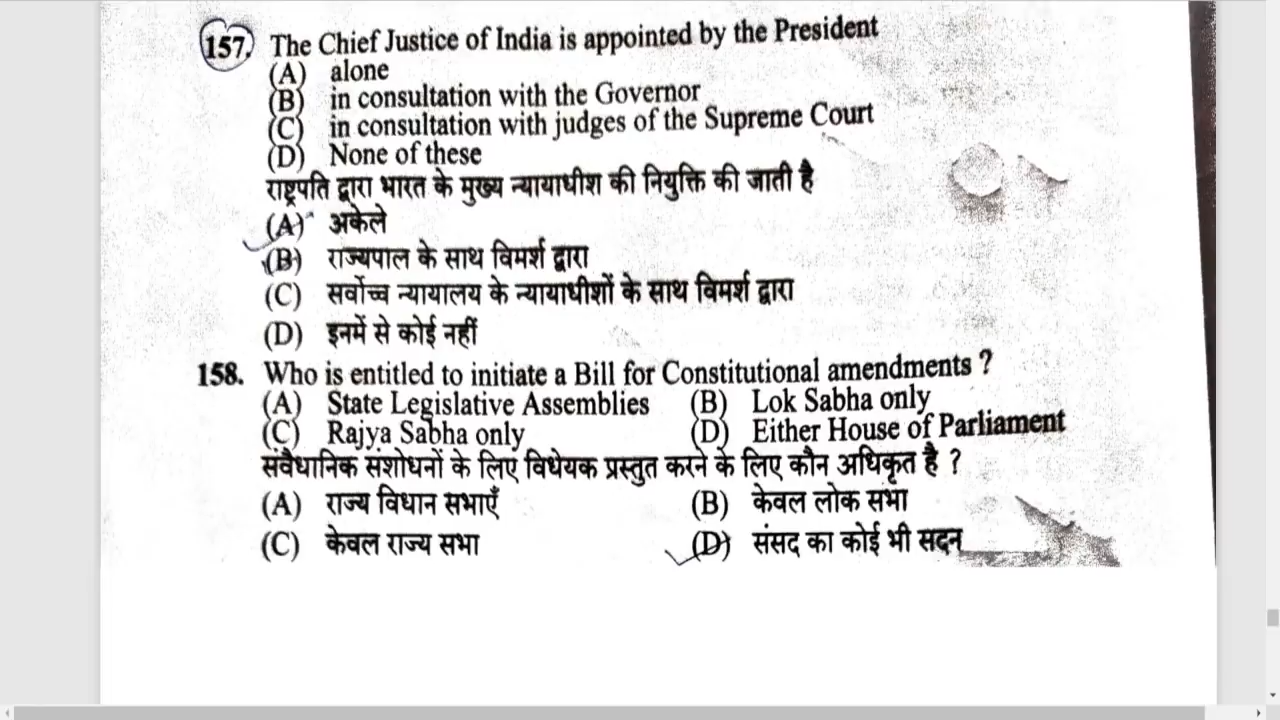 157. The Chief Justice of India is appointed by the President
(A) alone
(B) in consultation with the Governor
(C) in consultation with judges of the Supreme Court
(D) None of these
राष्ट्रपति द्वारा भारत के मुख्य न्यायाधीश की नियुक्ति की जाती है
(A) अकेले
(B) राज्यपाल के साथ विमर्श द्वारा
(C) सर्वोच्च न्यायालय के न्यायाधीशों के साथ विमर्श द्वारा
(D) इनमें से कोई नहीं
158. Who is entitled to initiate a Bill for Constitutional amendments ?
(A) State Legislative Assemblies (B) Lok Sabha only
(C) Rajya Sabha only (D) Either House of Parliament
संवैधानिक संशोधनों के लिए विधेयक प्रस्तुत करने के लिए कौन अधिकृत है ?
(A) राज्य विधान सभाएँ (B) केवल लोक सभा
(C) केवल राज्य सभा (D) संसद का कोई भी सदन